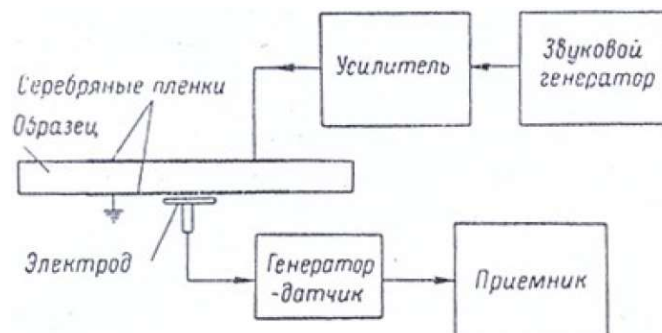 Усилитель
Звуковой
генератор
Серебряные пленки
Образец
Электрод
Генератор
-датчик
Приемник